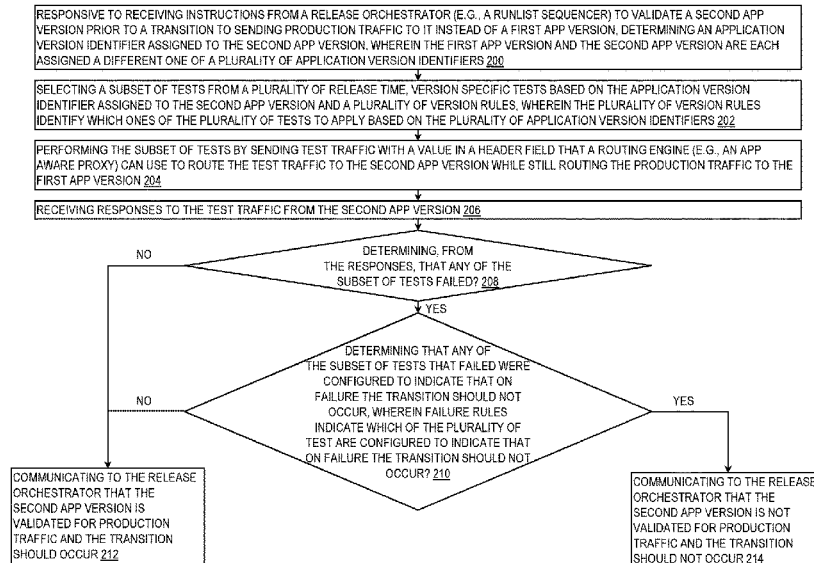 RESPONSIVE TO RECEIVING INSTRUCTIONS FROM A RELEASE ORCHESTRATOR (E.G., A RUNLIST SEQUENCER) TO VALIDATE A SECOND APP
VERSION PRIOR TO A TRANSITION TO SENDING PRODUCTION TRAFFIC TO IT INSTEAD OF A FIRST APP VERSION, DETERMINING AN APPLICATION
VERSION IDENTIFIER ASSIGNED TO THE SECOND APP VERSION, WHEREIN THE FIRST APP VERSION AND THE SECOND APP VERSION ARE EACH
ASSIGNED A DIFFERENT ONE OF A PLURALITY OF APPLICATION VERSION IDENTIFIERS 200
SELECTING A SUBSET OF TESTS FROM A PLURALITY OF RELEASE TIME, VERSION SPECIFIC TESTS BASED ON THE APPLICATION VERSION
IDENTIFIER ASSIGNED TO THE SECOND APP VERSION AND A PLURALITY OF VERSION RULES, WHEREIN THE PLURALITY OF VERSION RULES
IDENTIFY WHICH ONES OF THE PLURALITY OF TESTS TO APPLY BASED ON THE PLURALITY OF APPLICATION VERSION IDENTIFIERS 202
PERFORMING THE SUBSET OF TESTS BY SENDING TEST TRAFFIC WITH A VALUE IN A HEADER FIELD THAT A ROUTING ENGINE (E.G., AN APP
AWARE PROXY) CAN USE TO ROUTE THE TEST TRAFFIC TO THE SECOND APP VERSION WHILE STILL ROUTING THE PRODUCTION TRAFFIC TO THE
FIRST APP VERSION 204
RECEIVING RESPONSES TO THE TEST TRAFFIC FROM THE SECOND APP VERSION 206
NO
DETERMINING, FROM
THE RESPONSES, THAT ANY OF THE
SUBSET OF TESTS FAILED? 208
YES
DETERMINING THAT ANY OF
THE SUBSET OF TESTS THAT FAILED WERE
CONFIGURED TO INDICATE THAT ON
FAILURE THE TRANSITION SHOULD NOT
OCCUR, WHEREIN FAILURE RULES
INDICATE WHICH OF THE PLURALITY OF
TEST ARE CONFIGURED TO INDICATE THAT
ON FAILURE THE TRANSITION SHOULD NOT
OCCUR? 210
NO
YES
COMMUNICATING TO THE RELEASE
ORCHESTRATOR THAT THE
SECOND APP VERSION IS
VALIDATED FOR PRODUCTION
TRAFFIC AND THE TRANSITION
SHOULD OCCUR 212
COMMUNICATING TO THE RELEASE
ORCHESTRATOR THAT THE
SECOND APP VERSION IS NOT
VALIDATED FOR PRODUCTION
TRAFFIC AND THE TRANSITION
SHOULD NOT OCCUR 214